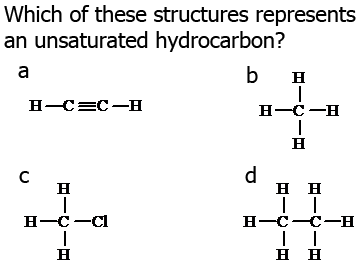 Which of these structures represents
an unsaturated hydrocarbon?
a
H—C≡C—H
b
H
H—C—H
H
c
H
H—C—Cl
H
d
H H
H—C—C—H
H H